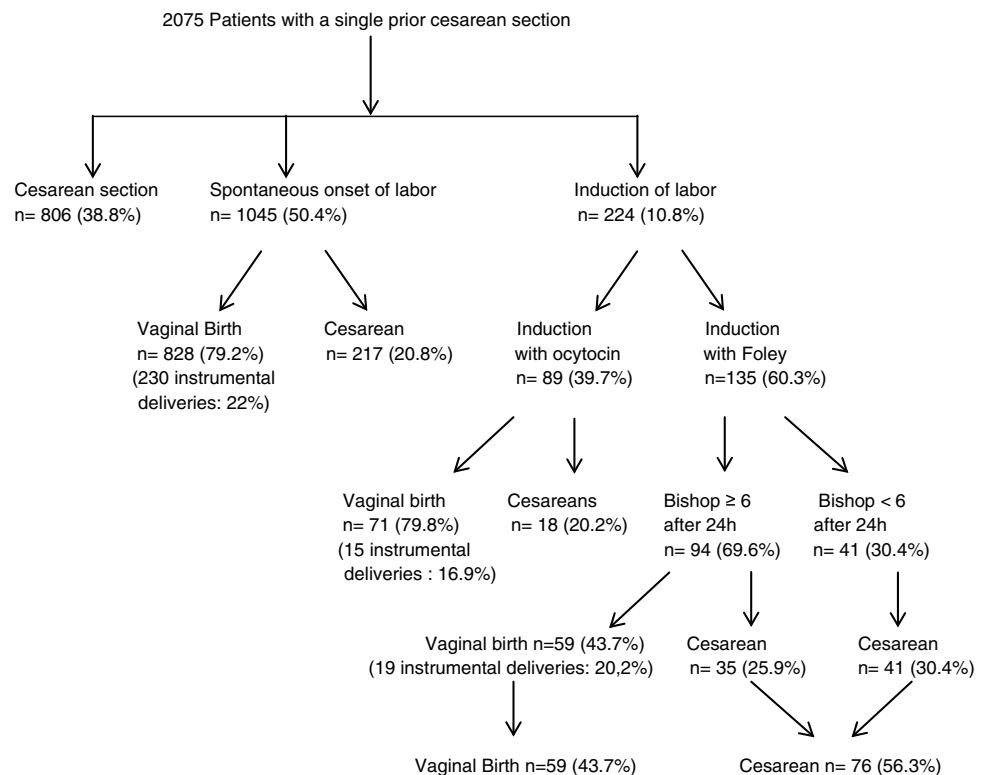 2075 Patients with a single prior cesarean section
Cesarean section
n= 806 (38.8%)
Spontaneous onset of labor
n= 1045 (50.4%)
Induction of labor
n= 224 (10.8%)
Vaginal Birth
n= 828 (79.2%)
(230 instrumental
deliveries: 22%)
Cesarean
n= 217 (20.8%)
Induction
with ocytocin
n= 89 (39.7%)
Induction
with Foley
n=135 (60.3%)
Vaginal birth
n= 71 (79.8%)
(15 instrumental
deliveries : 16.9%)
Cesareans
n= 18 (20.2%)
Bishop ≥ 6
after 24h
n= 94 (69.6%)
Bishop < 6
after 24h
n= 41 (30.4%)
Vaginal birth n=59 (43.7%)
(19 instrumental deliveries: 20,2%)
Cesarean
n= 35 (25.9%)
Cesarean
n= 41 (30.4%)
Vaginal Birth n=59 (43.7%)
Cesarean n= 76 (56.3%)